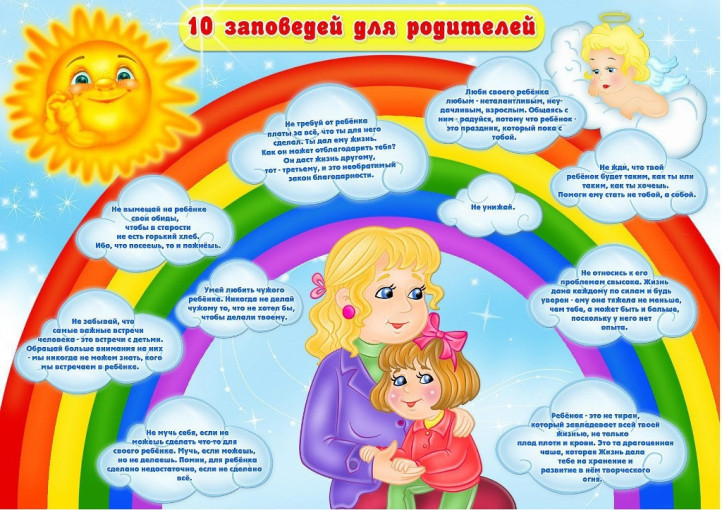 10 заповедей для родителей
Люби своего ребёнка
любым - неталантливым, неу-
дачливым, взрослым. Общаясь с
ним - радуйся, потому что ребёнок -
это праздник, который пока с
тобой.
Не требуй от ребёнка
платы за всё, что ты для него
сделал. Ты дал ему жизнь.
Как он может отблагодарить тебя?
Он даст жизнь другому,
тот - третьему, и это необратимый
закон благодарности.
Не жди, что твой
ребёнок будет таким, как ты или
таким, как ты хочешь.
Помоги ему стать не тобой, а собой.
Не вымещай на ребёнке
свои обиды,
чтобы в старости
не есть горький хлеб.
Ибо, что посеешь, то и пожнёшь.
Не унижай.
Не относись к его
проблемам свысока. Жизнь
дана каждому по силам и будь
уверен - ему она тяжела не меньше,
чем тебе, а может быть и больше,
поскольку у него нет
опыта.
Умей любить чужого
ребёнка. Никогда не делай
чужому то, что не хотел бы,
чтобы делали твоему.
Не забывай, что
самые важные встречи
человека - это встречи с детьми.
Обращай больше внимания на них
- мы никогда не можем знать, кого
мы встречаем в ребёнке.
Не мучь себя, если не
можешь сделать что-то для
своего ребёнка. Мучь, если можешь,
но не делаешь. Помни, для ребёнка
сделано недостаточно, если не сделано
всё.
Ребёнок - это не тиран,
который завладевает всей твоей
жизнью, не только
плод плоти и крови. Это та драгоценная
чаша, которая Жизнь дала
тебе на хранение и
развитие в нём творческого
огня.